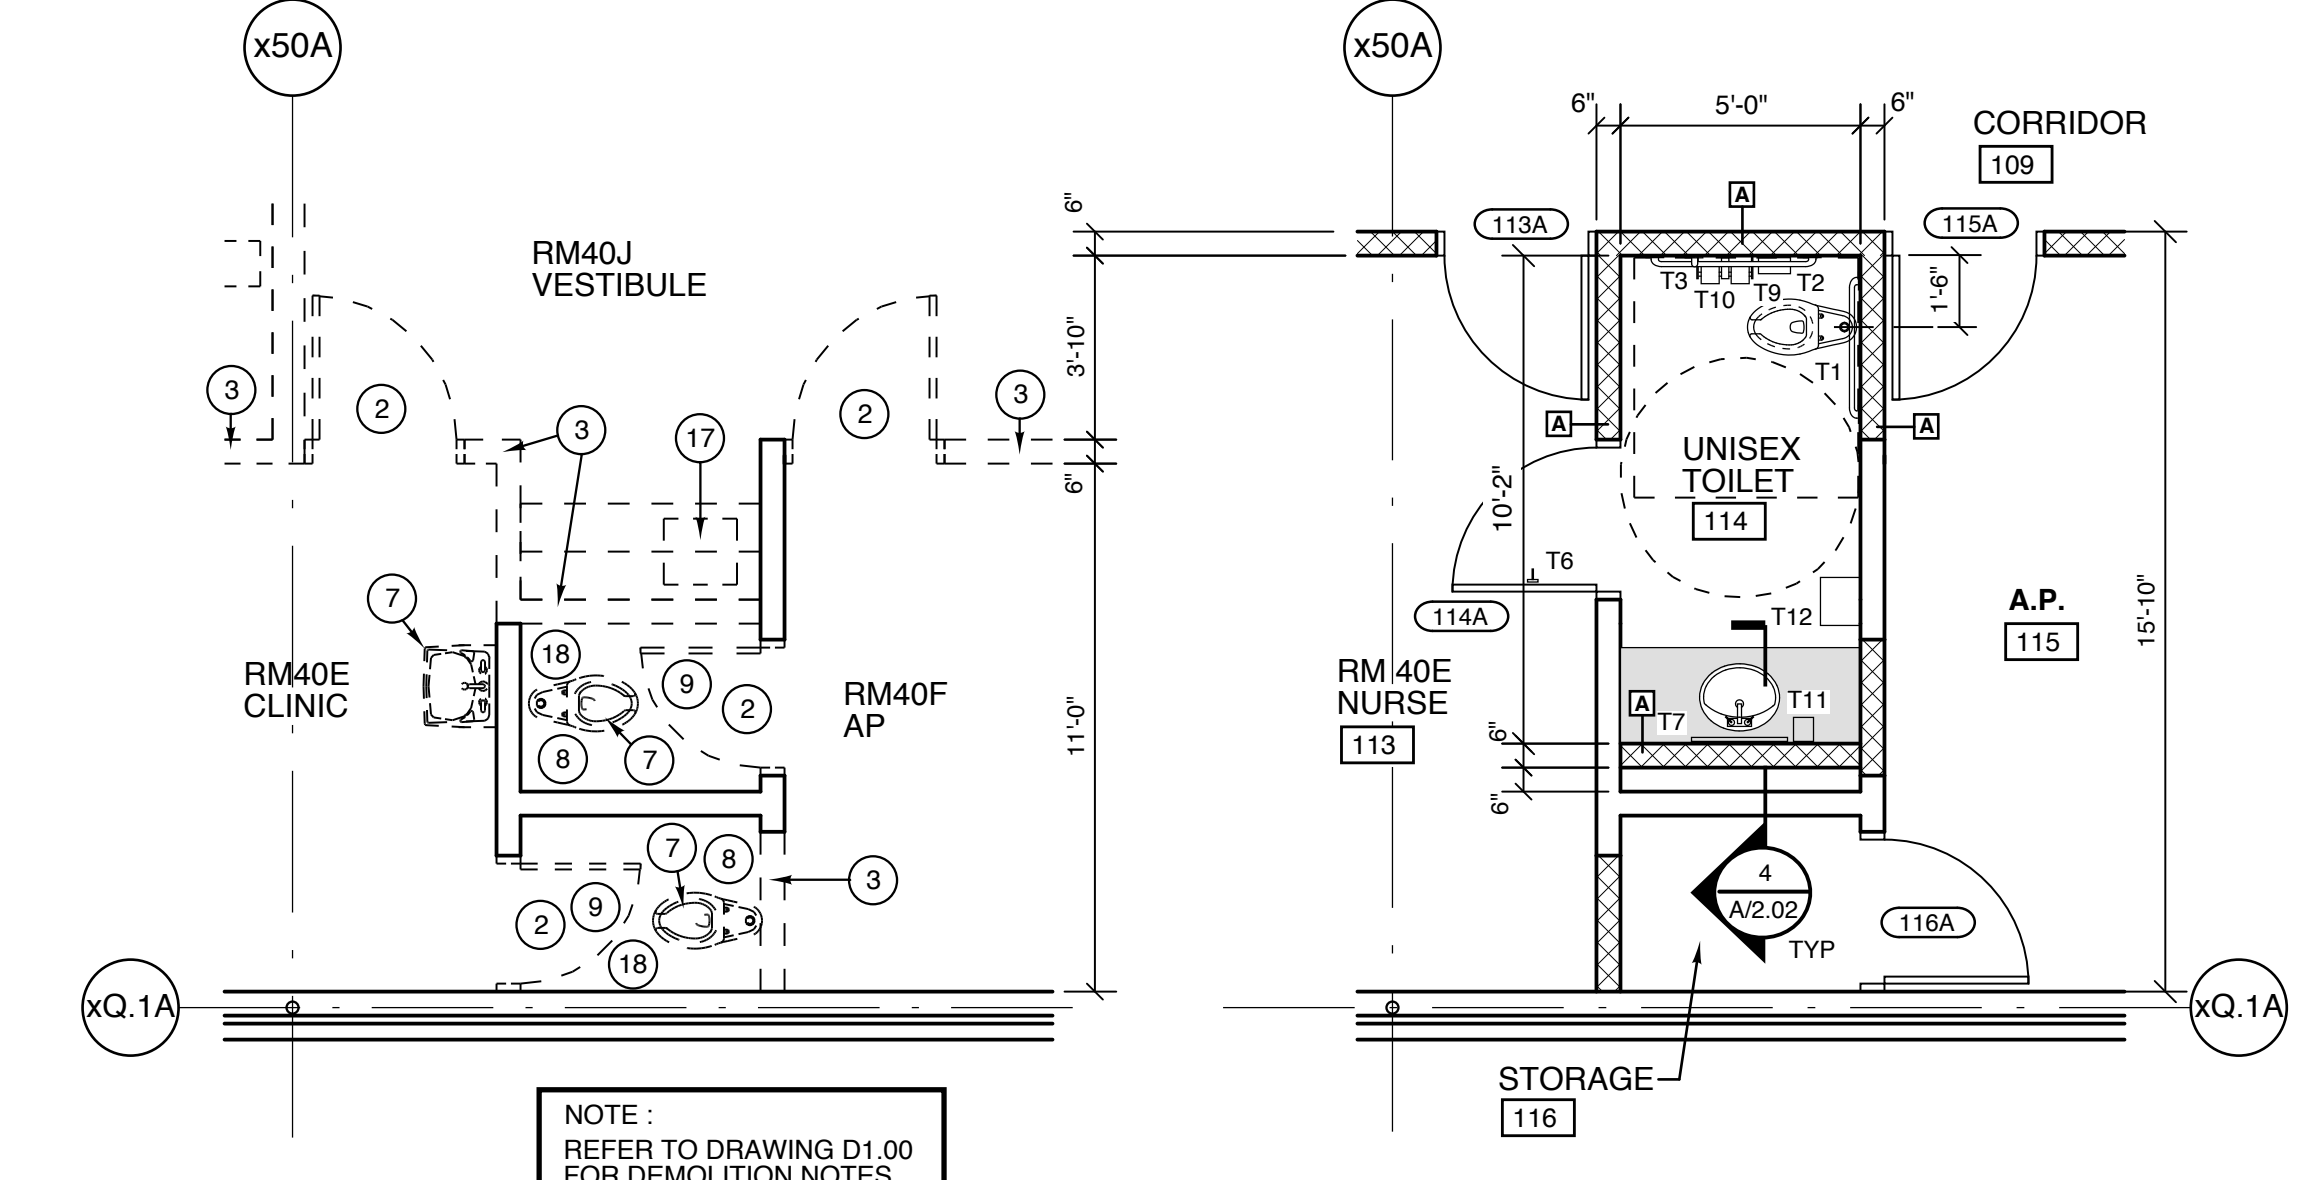 x50A
RM40J
VESTIBULE
3
2
3
17
2
3
7
RM40E
CLINIC
18
9
2
8
7
RM40F
AP
7
8
3
2
9
18
xQ.1A
NOTE :
REFER TO DRAWING D1.00
FOR DEMOLITION NOTES
6"
3'-10"
6"
11'-0"
x50A
6"
5'-0"
6"
CORRIDOR
109
A
113A
115A
T3
T10
T9
T2
1'-6"
T1
A
A
UNISEX
TOILET
114
10'-2"
T6
114A
T12
A.P.
115
15'-10"
RM 40E
NURSE
113
A
T7
T11
6"
6"
4
A/2.02
TYP
116A
xQ.1A
STORAGE
116